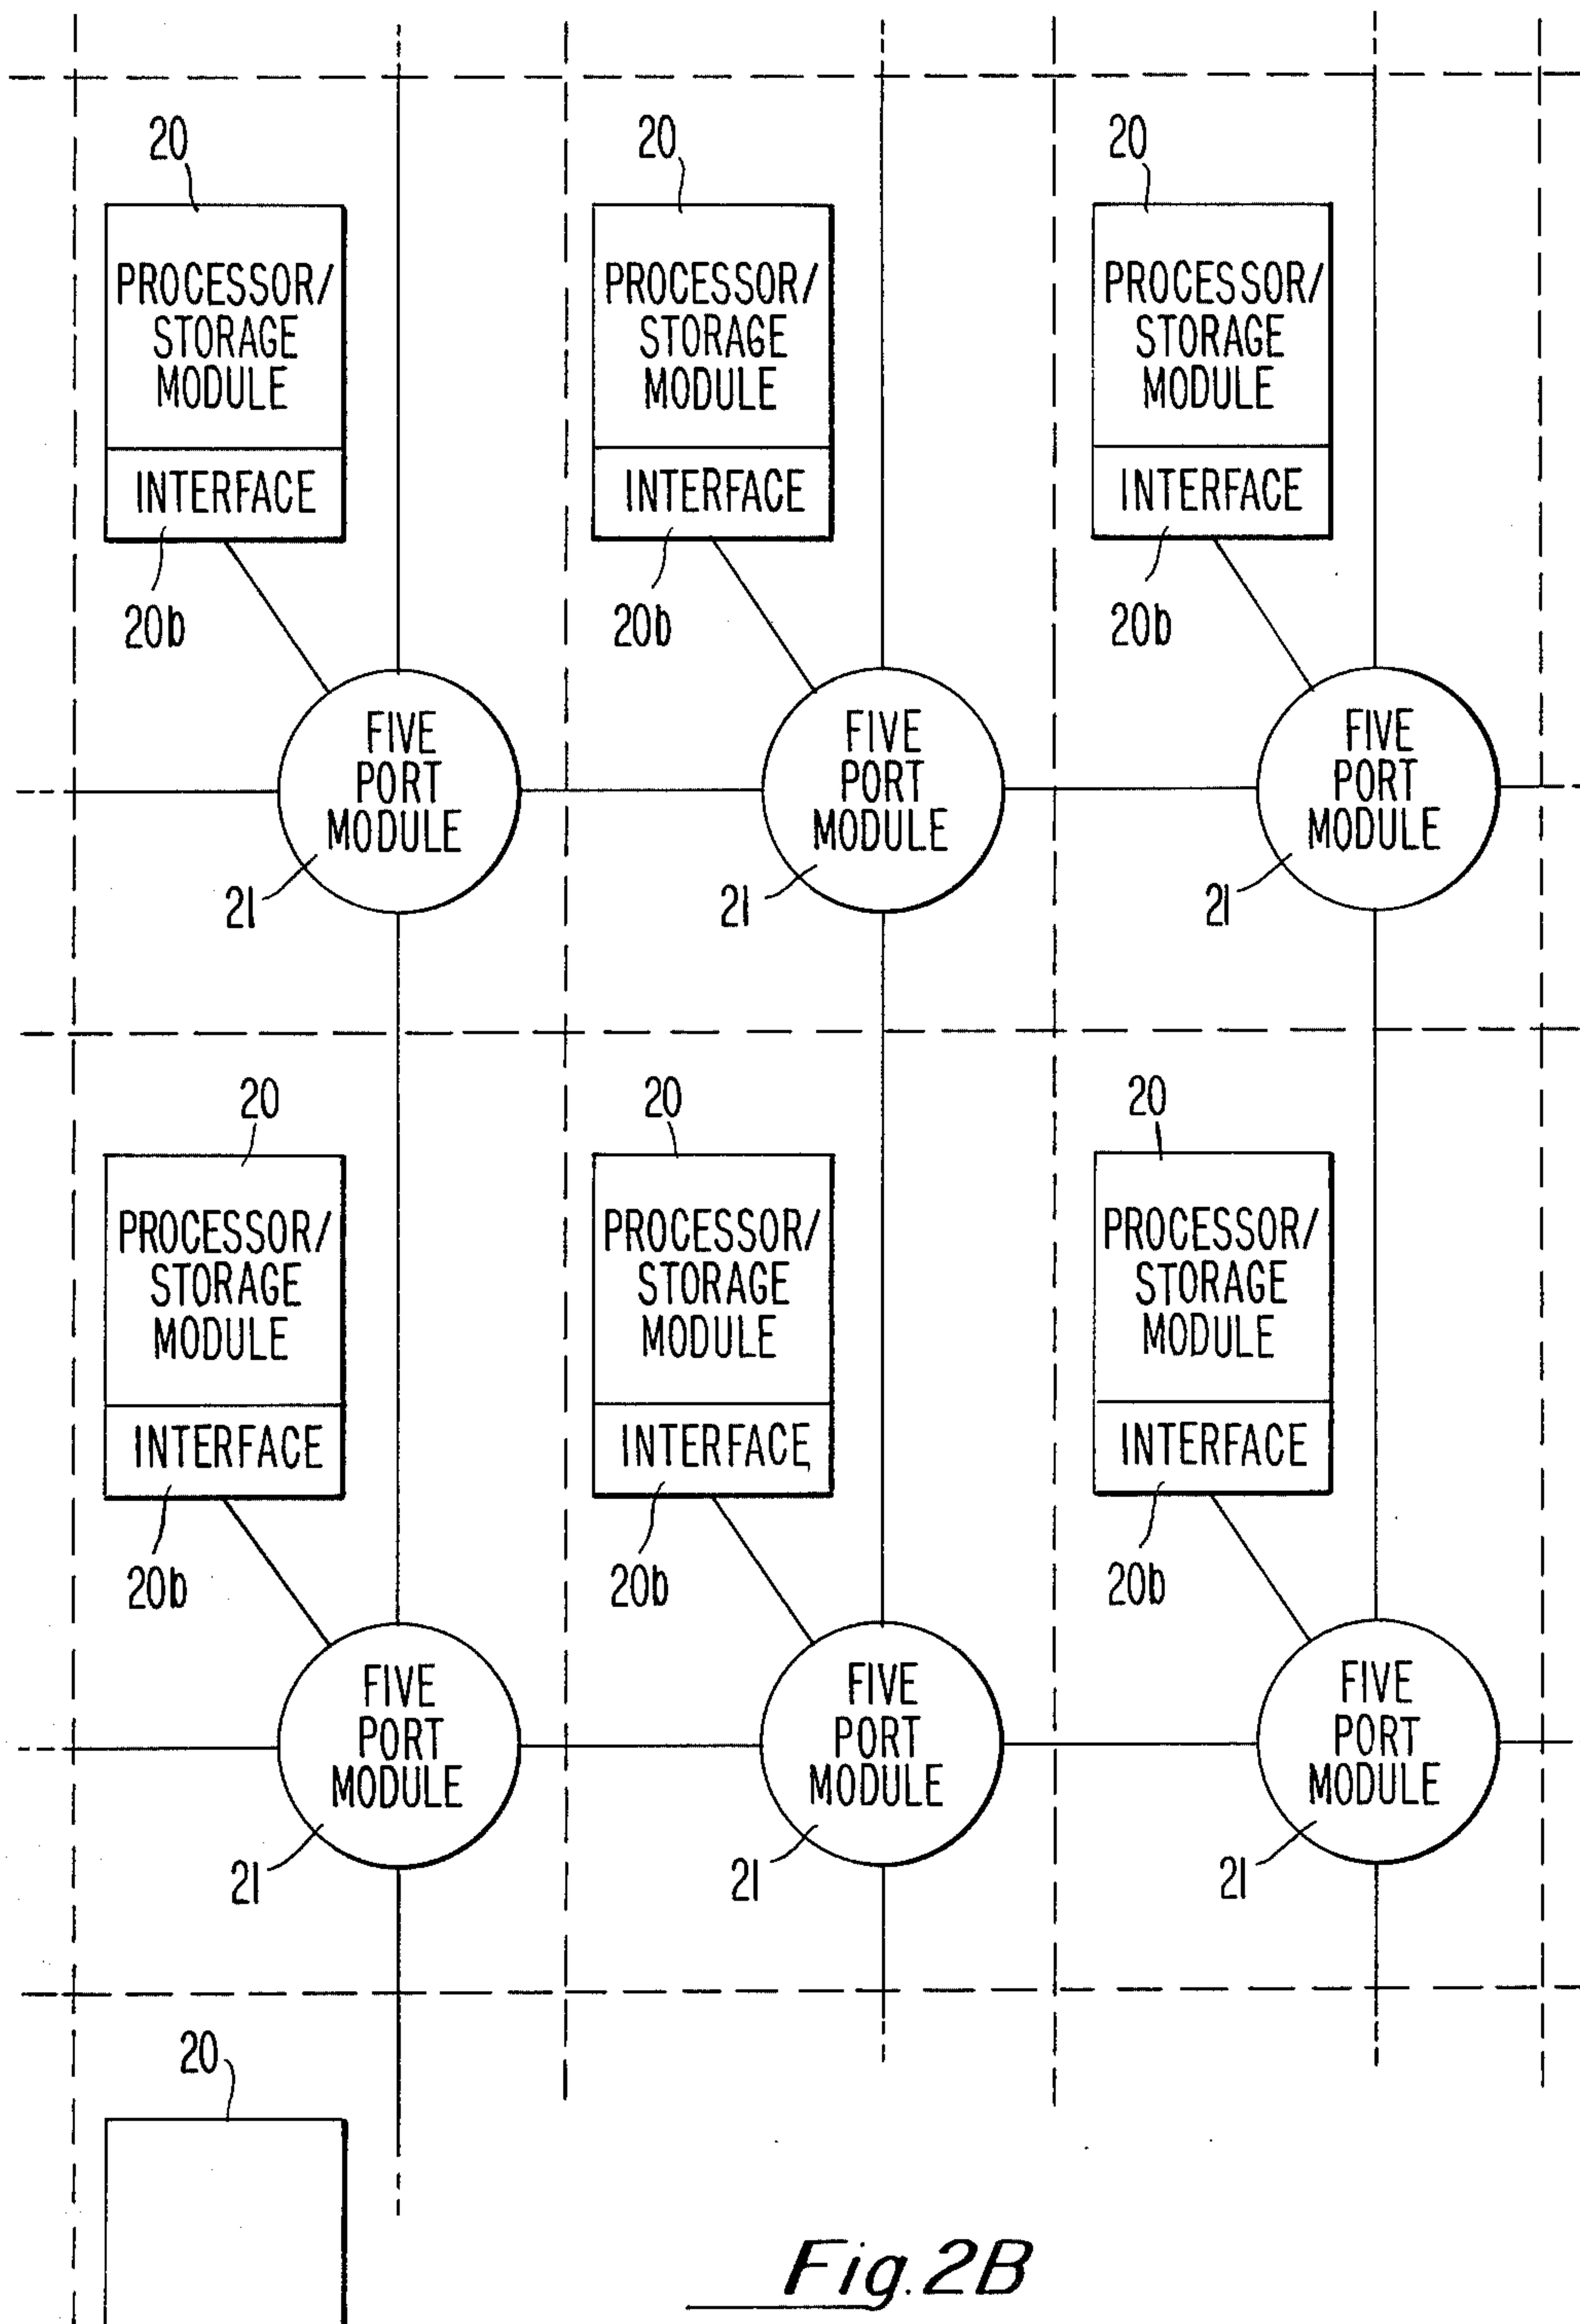 20
20
20
PROCESSOR/
STORAGE
MODULE
INTERFACE
20b
PROCESSOR/
STORAGE
MODULE
INTERFACE
20b
PROCESSOR/
STORAGE
MODULE
INTERFACE
20b
FIVE
PORT
MODULE
21
FIVE
PORT
MODULE
21
FIVE
PORT
MODULE
21
20
20
20
PROCESSOR/
STORAGE
MODULE
INTERFACE
20b
PROCESSOR/
STORAGE
MODULE
INTERFACE
20b
PROCESSOR/
STORAGE
MODULE
INTERFACE
20b
FIVE
PORT
MODULE
21
FIVE
PORT
MODULE
21
FIVE
PORT
MODULE
21
20
Fig. 2B